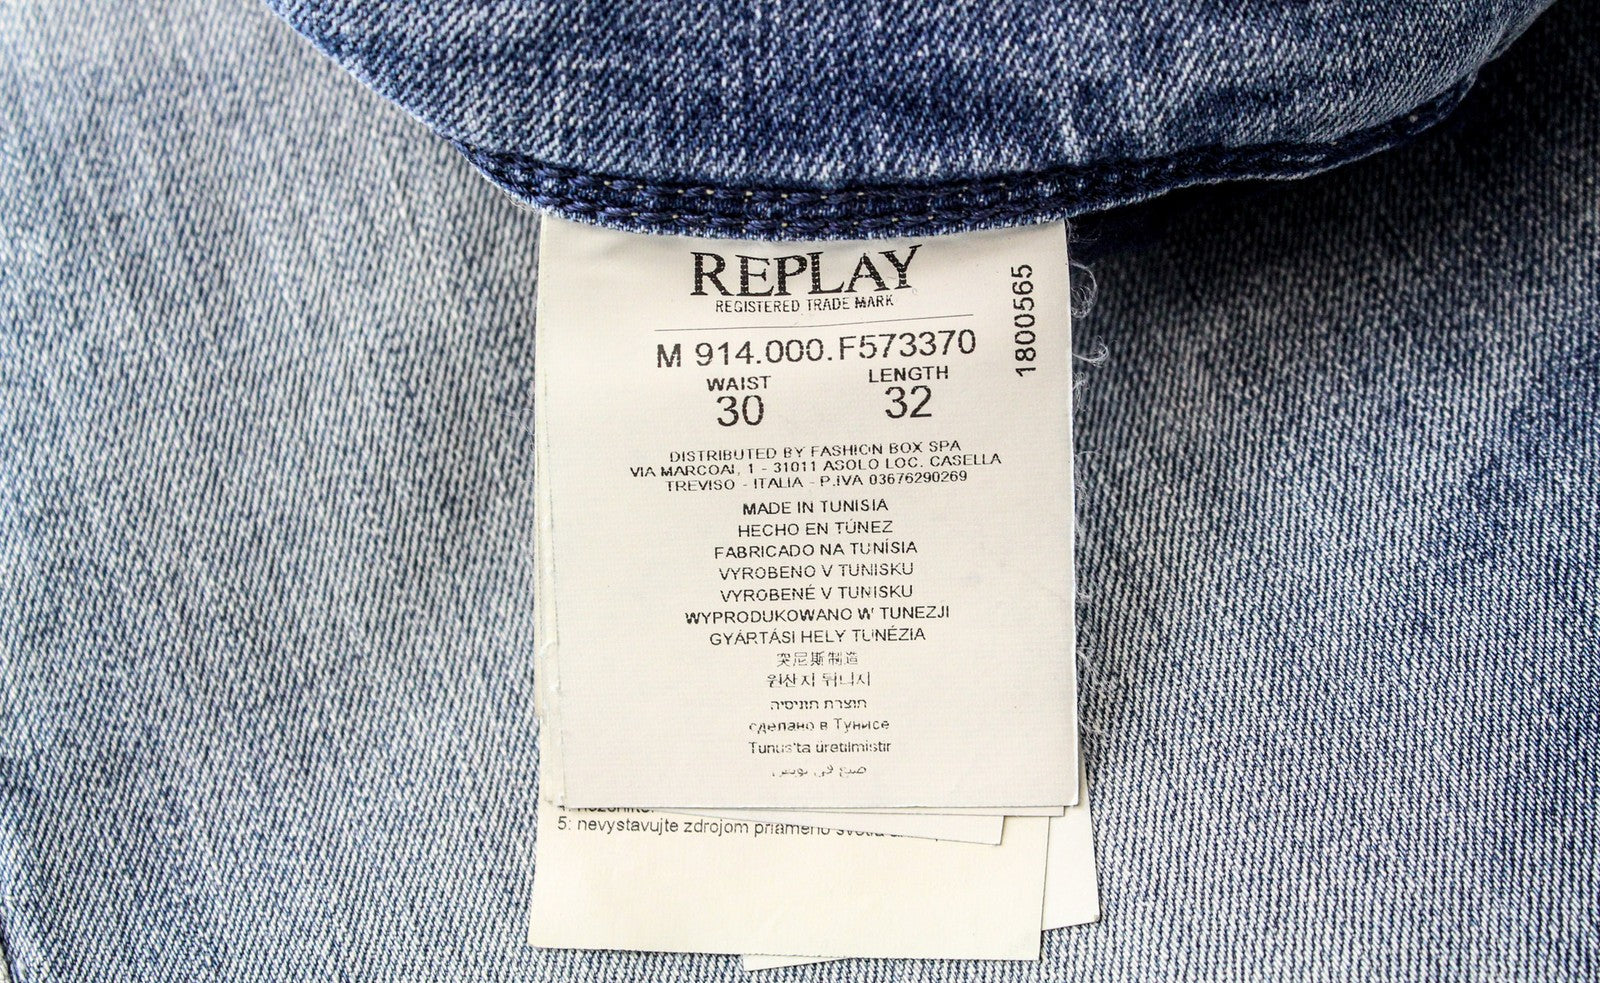 REPLAY
REGISTERED TRADE MARK
1800565
M 914.000.F573370
WAIST LENGTH
30 32
DISTRIBUTED BY FASHION BOX SPA
VIA MARCOAI, 1 - 31011 ASOLO LOC. CASELLA
TREVISO - ITALIA - P.IVA 03676290269
MADE IN TUNISIA
HECHO EN TÚNEZ
FABRICADO NA TUNÍSIA
VYROBENO V TUNISKU
VYROBENÉ V TUNISKU
WYPRODUKOWANO W TUNEZJI
GYÁRTÁSI HELY TUNÉZIA
突尼斯制造
원산지 튀니지
תוצרת תוניסיה
сделано в Тунисе
Tunus'ta üretilmistir
صنع في تونس
5: nevystavujte zdrojom priameho svetla